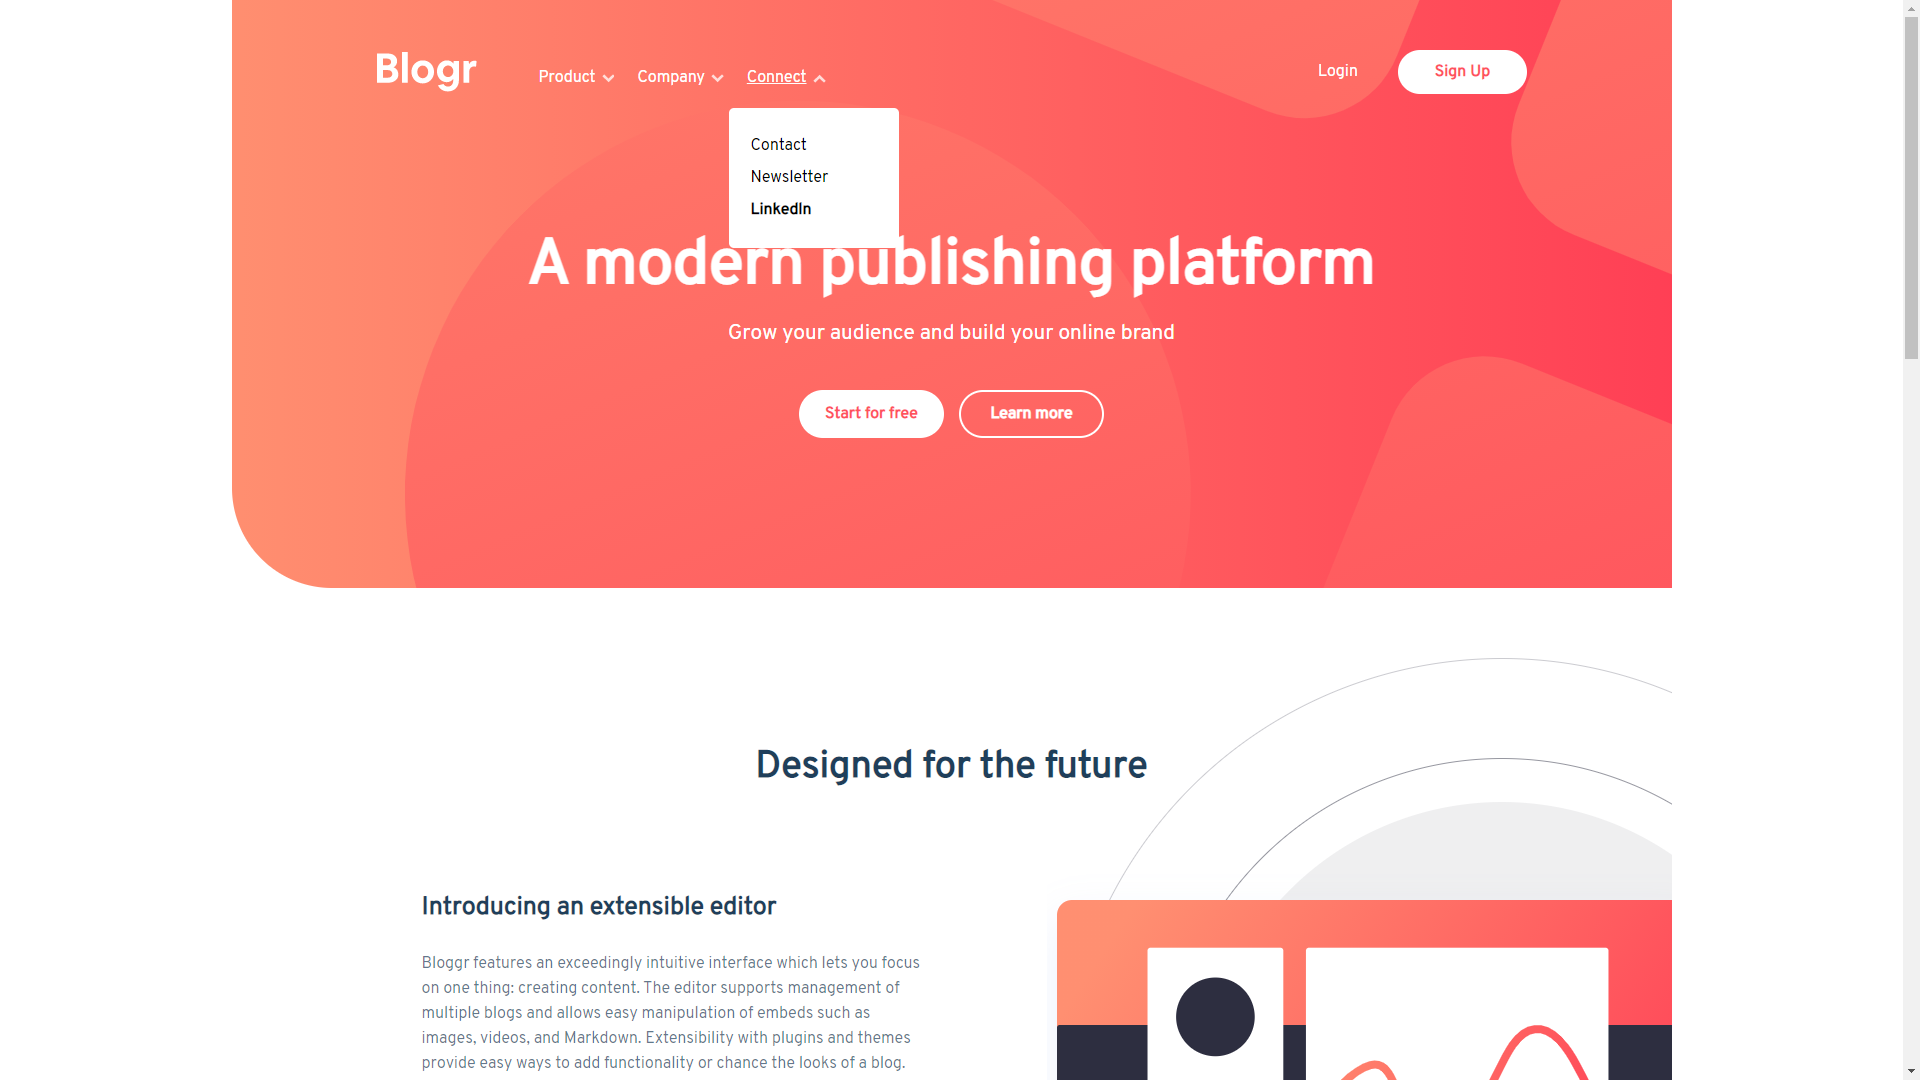 Blogr
Product Company Connect
Login Sign Up
Contact
Newsletter
LinkedIn
A modern publishing platform
Grow your audience and build your online brand
Start for free Learn more
Designed for the future
Introducing an extensible editor
Bloggr features an exceedingly intuitive interface which lets you focus
on one thing: creating content. The editor supports management of
multiple blogs and allows easy manipulation of embeds such as
images, videos, and Markdown. Extensibility with plugins and themes
provide easy ways to add functionality or chance the looks of a blog.